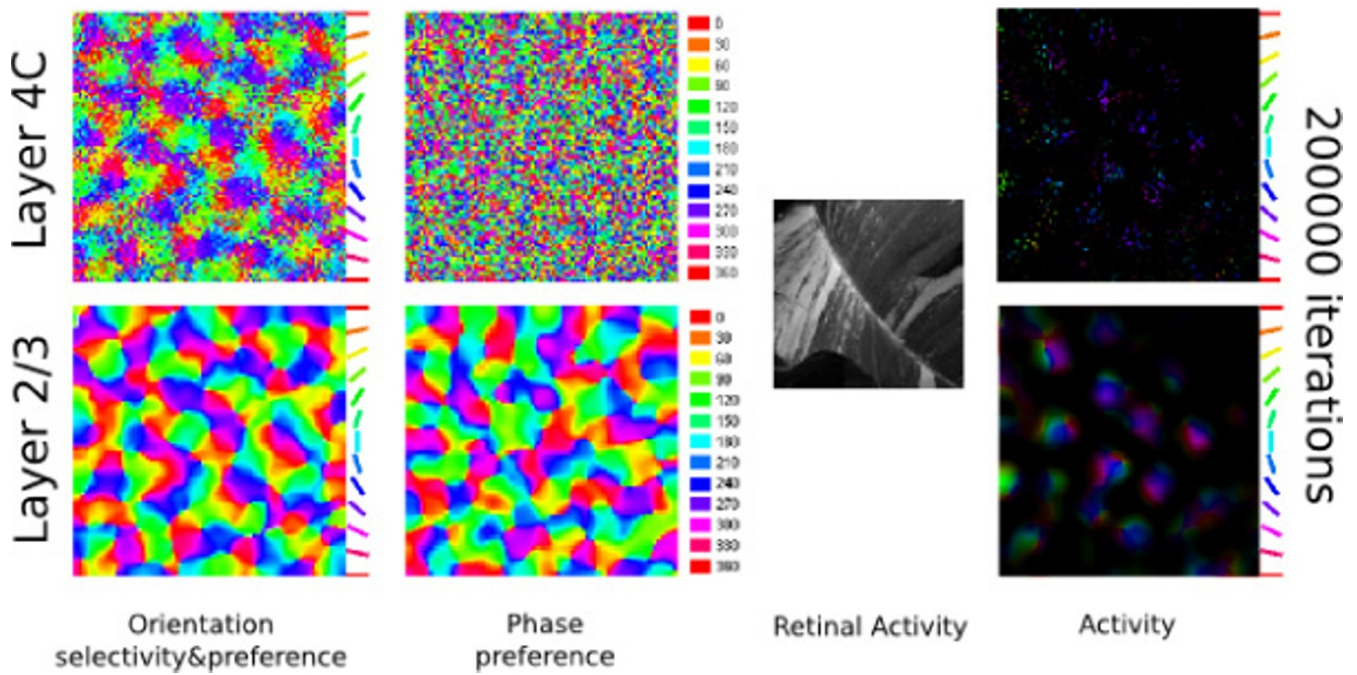 Layer 4C
0
30
60
90
120
150
180
210
240
270
300
330
360
20000 iterations
Layer 2/3
0
30
60
90
120
150
180
210
240
270
300
330
360
Orientation
selectivity&preference
Phase
preference
Retinal Activity
Activity